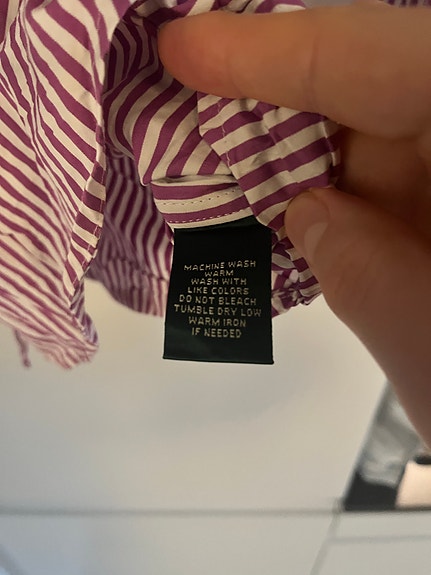 MACHINE WASH
WARM
WASH WITH
LIKE COLORS
DO NOT BLEACH
TUMBLE DRY LOW
WARM IRON
IF NEEDED